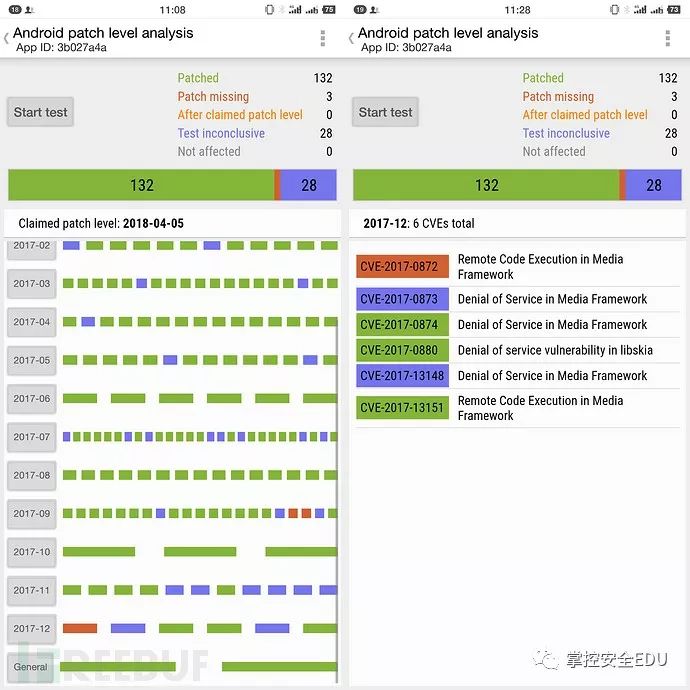 18 11:08 75
Android patch level analysis
App ID: 3b027a4a
Start test
Patched 132
Patch missing 3
After claimed patch level 0
Test inconclusive 28
Not affected 0
132 28
Claimed patch level: 2018-04-05
2017-02
2017-03
2017-04
2017-05
2017-06
2017-07
2017-08
2017-09
2017-10
2017-11
2017-12
General
REEBUF
19 11:28 73
Android patch level analysis
App ID: 3b027a4a
Start test
Patched 132
Patch missing 3
After claimed patch level 0
Test inconclusive 28
Not affected 0
132 28
2017-12: 6 CVEs total
CVE-2017-0872 Remote Code Execution in Media
Framework
CVE-2017-0873 Denial of Service in Media Framework
CVE-2017-0874 Denial of Service in Media Framework
CVE-2017-0880 Denial of service vulnerability in libskia
CVE-2017-13148 Denial of Service in Media Framework
CVE-2017-13151 Remote Code Execution in Media
Framework
掌控安全EDU